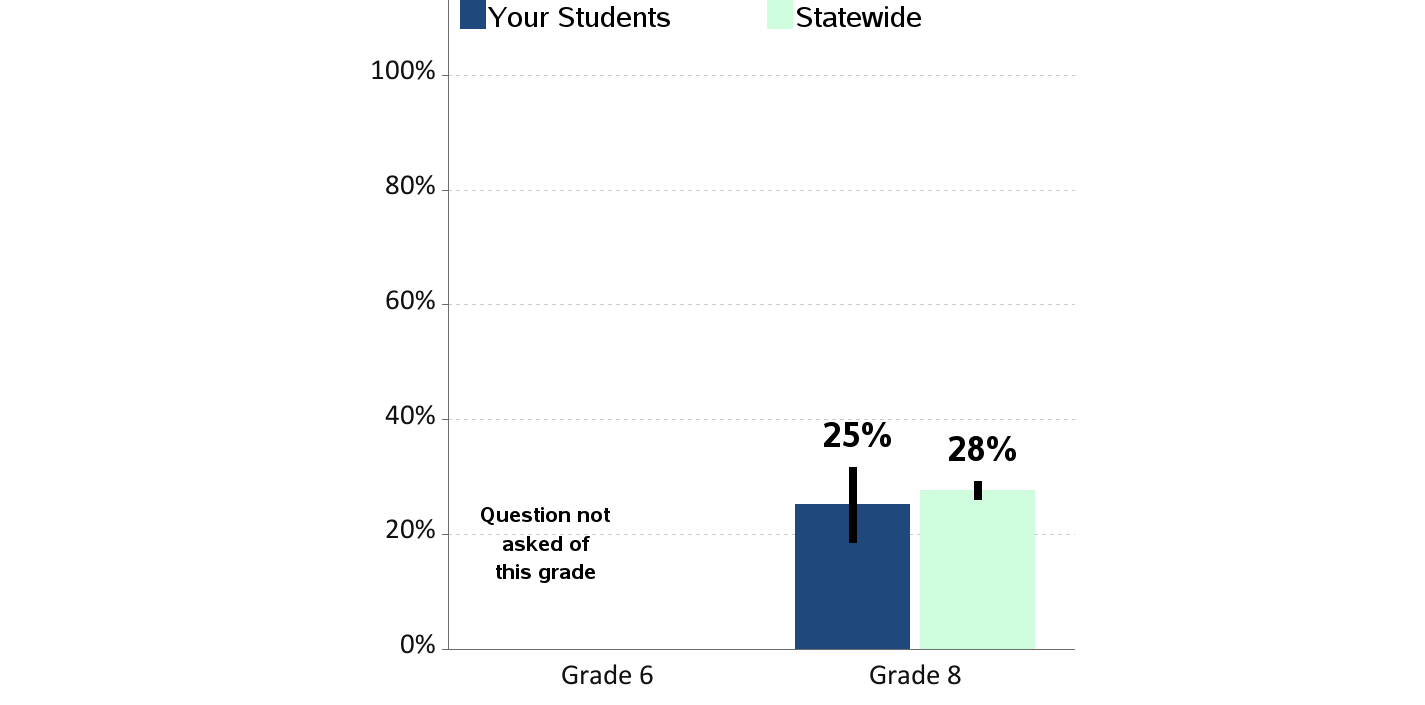 Your Students Statewide
100%
80%
60%
40%
25%
28%
Question not
20%
asked of
this grade
0%
Grade 6 Grade 8